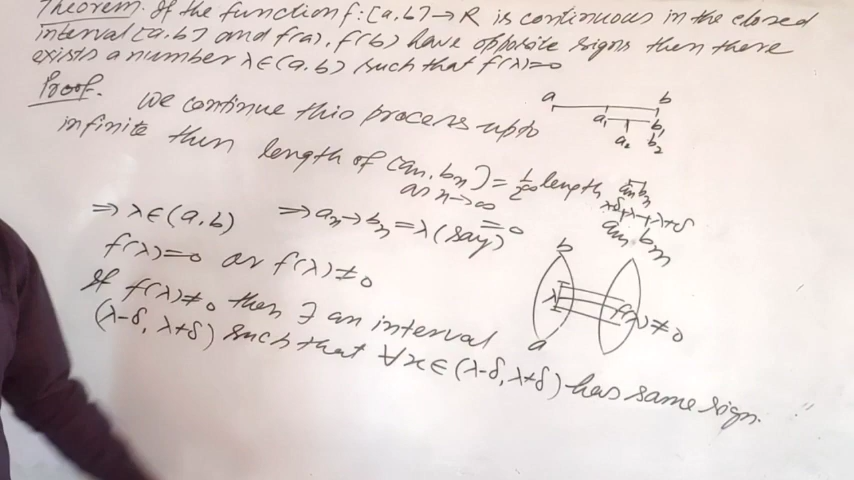 Theorem. If the function f:[a,b]→R is continuous in the closed
interval [a,b] and f(a), f(b) have opposite signs then there
exists a number λ∈(a,b) such that f(λ)=0
Proof. We continue this process upto
infinite then length of [an, bn] = 1/2^∞ length
as n→∞ = 0
⇒ λ∈(a,b) ⇒ an→bn=λ (say)
f(λ)=0 or f(λ)≠0
If f(λ)≠0 then ∃ an interval
(λ-δ, λ+δ) such that ∀x∈(λ-δ, λ+δ) has same sign.
a b
a1 b1
a2 b2
an bn
an bn
b
λ
f(λ)≠0
a